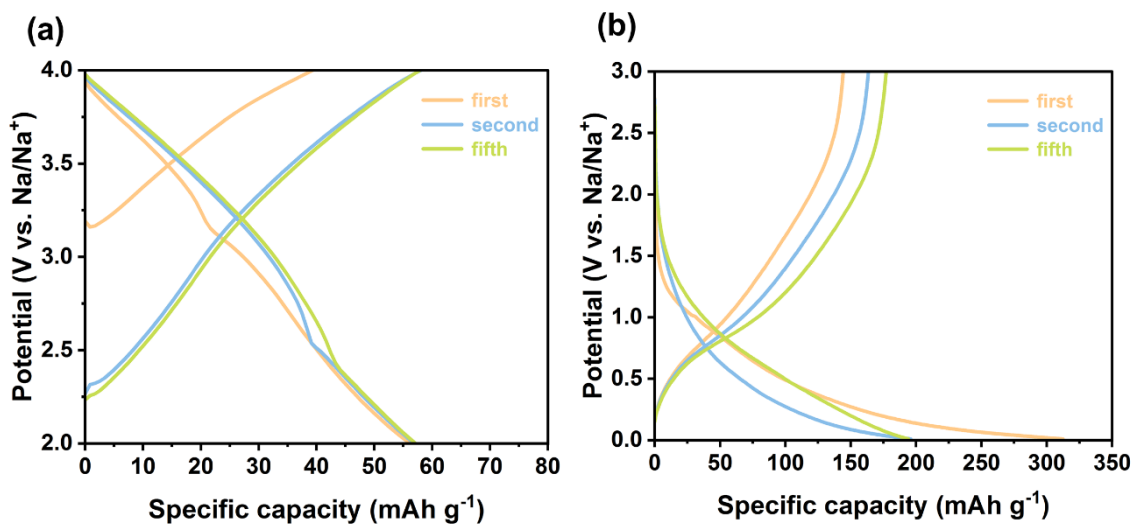 (a)
4.0
3.5
3.0
2.5
2.0
0 10 20 30 40 50 60 70 80
Potential (V vs. Na/Na⁺)
Specific capacity (mAh g⁻¹)
first
second
fifth
(b)
3.0
2.5
2.0
1.5
1.0
0.5
0.0
0 50 100 150 200 250 300 350
Potential (V vs. Na/Na⁺)
Specific capacity (mAh g⁻¹)
first
second
fifth